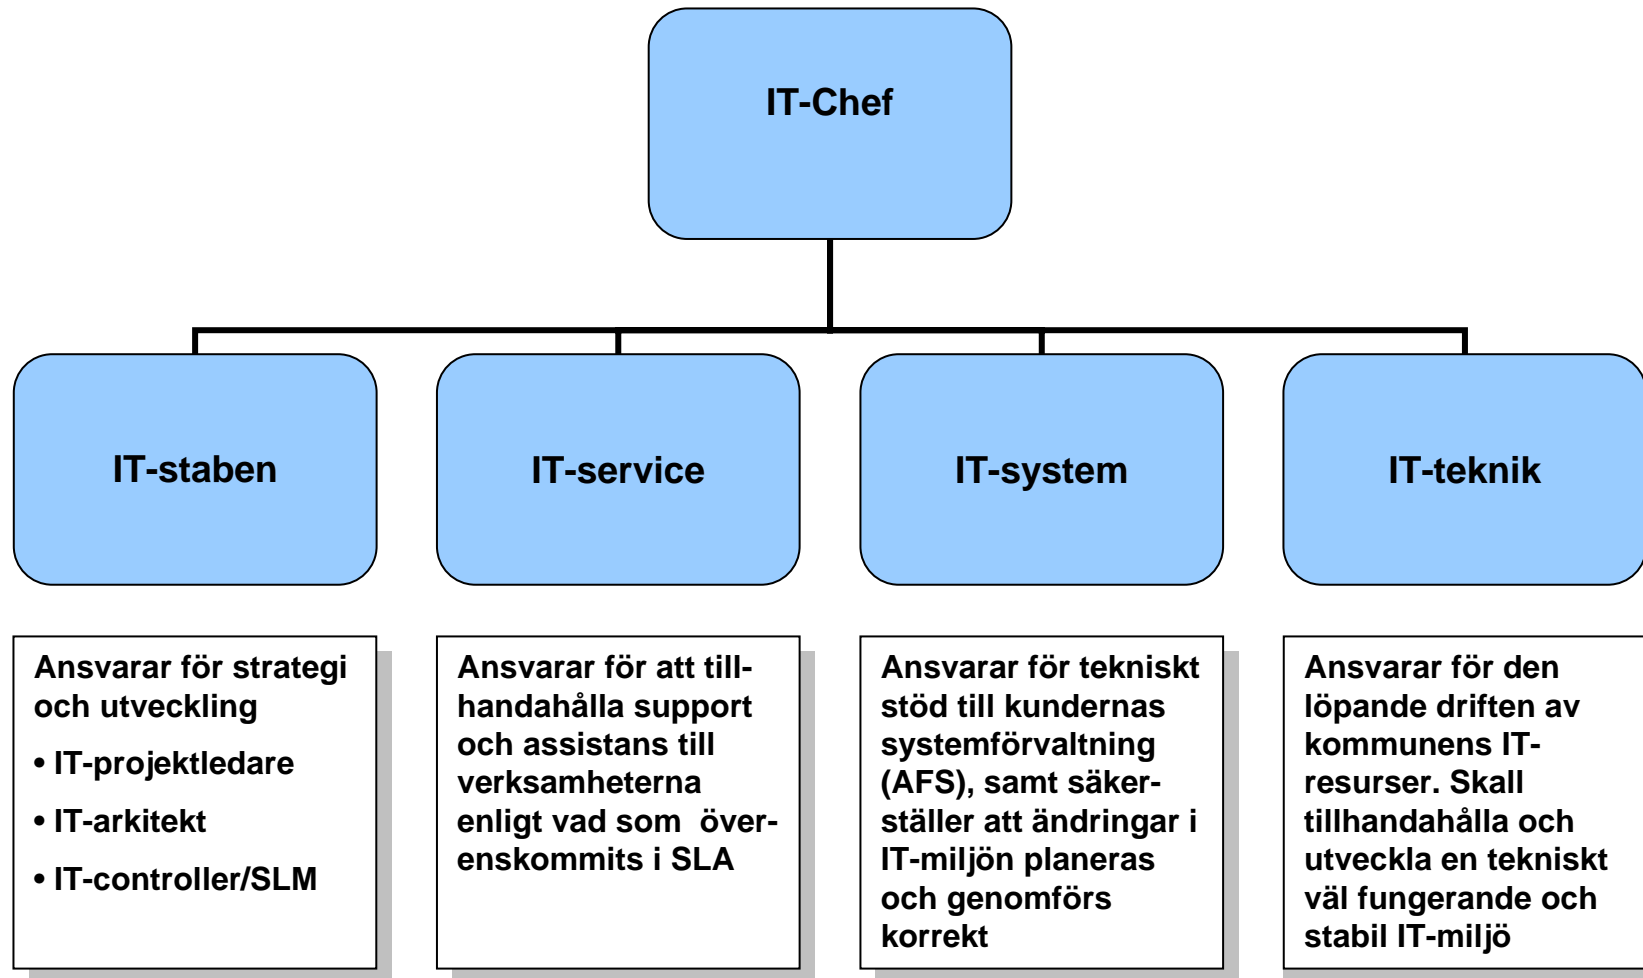 IT-Chef
IT-staben
IT-service
IT-system
IT-teknik
Ansvarar för strategi
och utveckling
• IT-projektledare
• IT-arkitekt
• IT-controller/SLM
Ansvarar för att till-
handahålla support
och assistans till
verksamheterna
enligt vad som  över-
enskommits i SLA
Ansvarar för tekniskt
stöd till kundernas
systemförvaltning
(AFS), samt säker-
ställer att ändringar i
IT-miljön planeras
och genomförs
korrekt
Ansvarar för den
löpande driften av
kommunens IT-
resurser. Skall
tillhandahålla och
utveckla en tekniskt
väl fungerande och
stabil IT-miljö